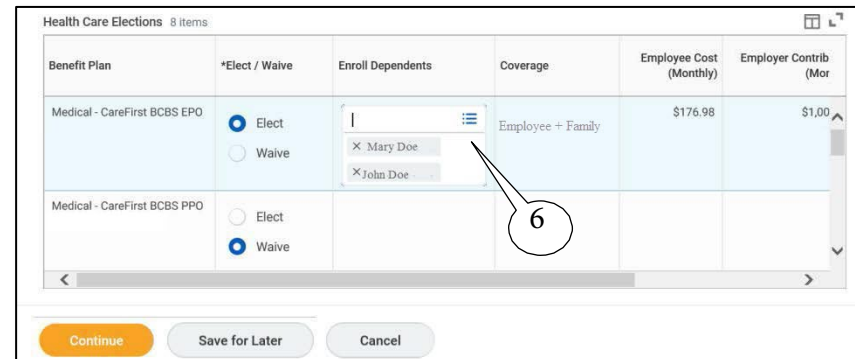 Health Care Elections 8 items
Benefit Plan
*Elect / Waive
Enroll Dependents
Coverage
Employee Cost
(Monthly)
Employer Contrib
(Mor
Medical - CareFirst BCBS EPO
Elect
Waive
× Mary Doe
× John Doe
Employee + Family
$176.98
$1,00
6
Medical - CareFirst BCBS PPO
Elect
Waive
Continue
Save for Later
Cancel